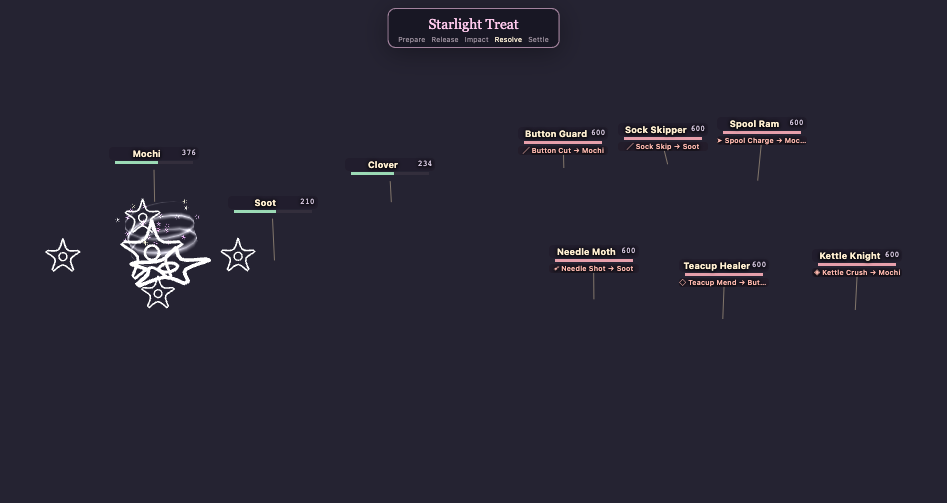 Starlight Treat
Prepare Release Impact Resolve Settle
Mochi 376
Soot 210
Clover 234
Button Guard 600
Button Cut → Mochi
Sock Skipper 600
Sock Skip → Soot
Spool Ram 600
Spool Charge → Moc...
Needle Moth 600
Needle Shot → Soot
Teacup Healer 600
Teacup Mend → But...
Kettle Knight 600
Kettle Crush → Mochi